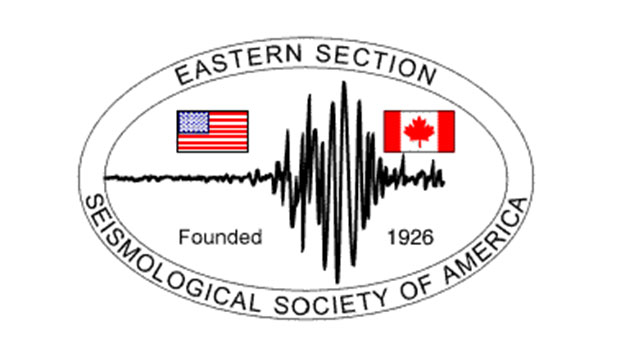 EASTERN SECTION
Founded 1926
SEISMOLOGICAL SOCIETY OF AMERICA